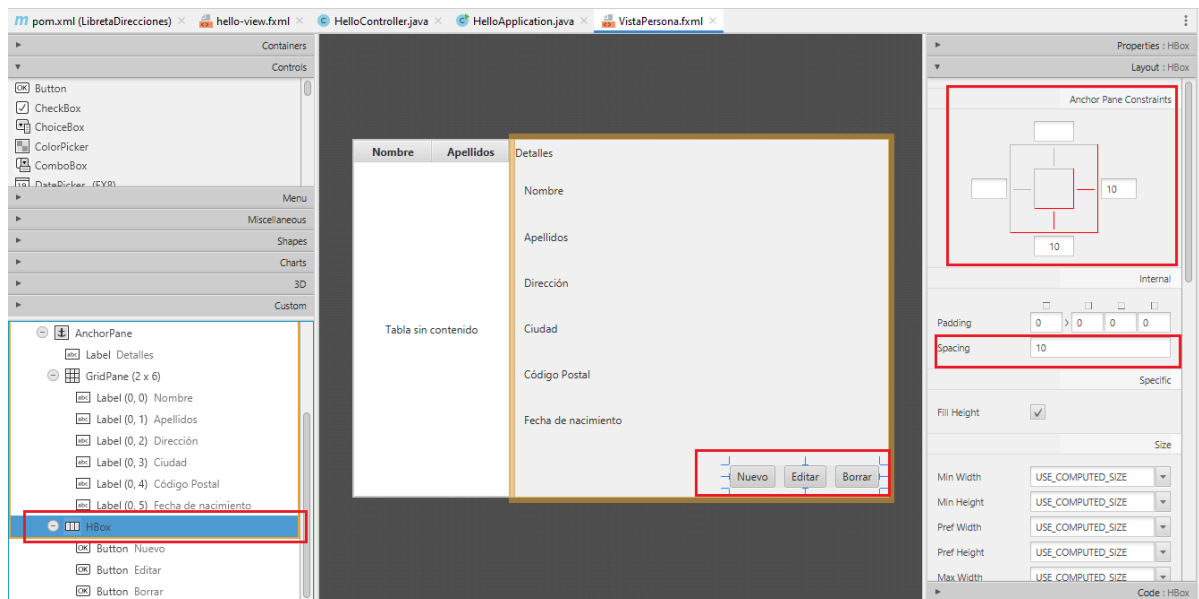 pom.xml (LibretaDirecciones) hello-view.fxml HelloController.java HelloApplication.java VistaPersona.fxml
Containers
Controls
Button
CheckBox
ChoiceBox
ColorPicker
ComboBox
DatePicker (FX8)
Menu
Miscellaneous
Shapes
Charts
3D
Custom
AnchorPane
Label Detalles
GridPane (2 x 6)
Label (0, 0) Nombre
Label (0, 1) Apellidos
Label (0, 2) Dirección
Label (0, 3) Ciudad
Label (0, 4) Código Postal
Label (0, 5) Fecha de nacimiento
HBox
Button Nuevo
Button Editar
Button Borrar
Nombre Apellidos
Tabla sin contenido
Detalles
Nombre
Apellidos
Dirección
Ciudad
Código Postal
Fecha de nacimiento
Nuevo Editar Borrar
Properties : HBox
Layout : HBox
Anchor Pane Constraints
10
10
Internal
Padding 0 0 0 0
Spacing 10
Specific
Fill Height
Size
Min Width USE_COMPUTED_SIZE
Min Height USE_COMPUTED_SIZE
Pref Width USE_COMPUTED_SIZE
Pref Height USE_COMPUTED_SIZE
Max Width USE_COMPUTED_SIZE
Code : HBox